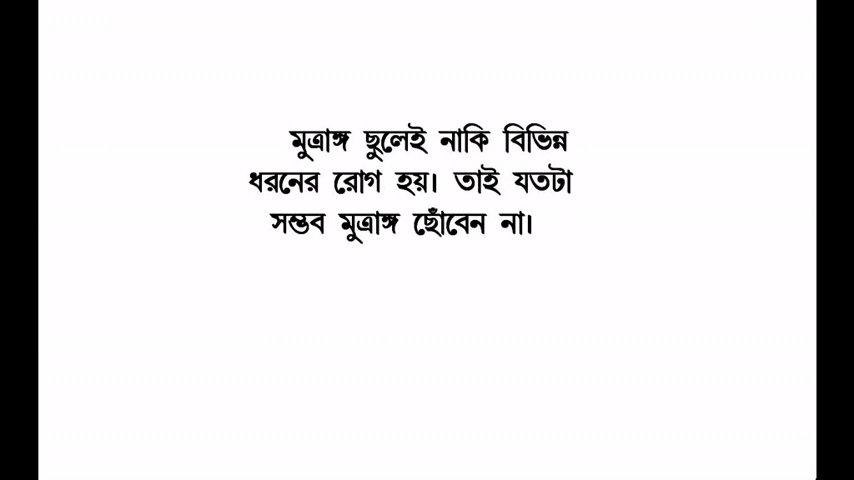 মুত্রাঙ্গ ছুলেই নাকি বিভিন্ন
ধরনের রোগ হয়। তাই যতটা
সম্ভব মুত্রাঙ্গ ছোঁবেন না।